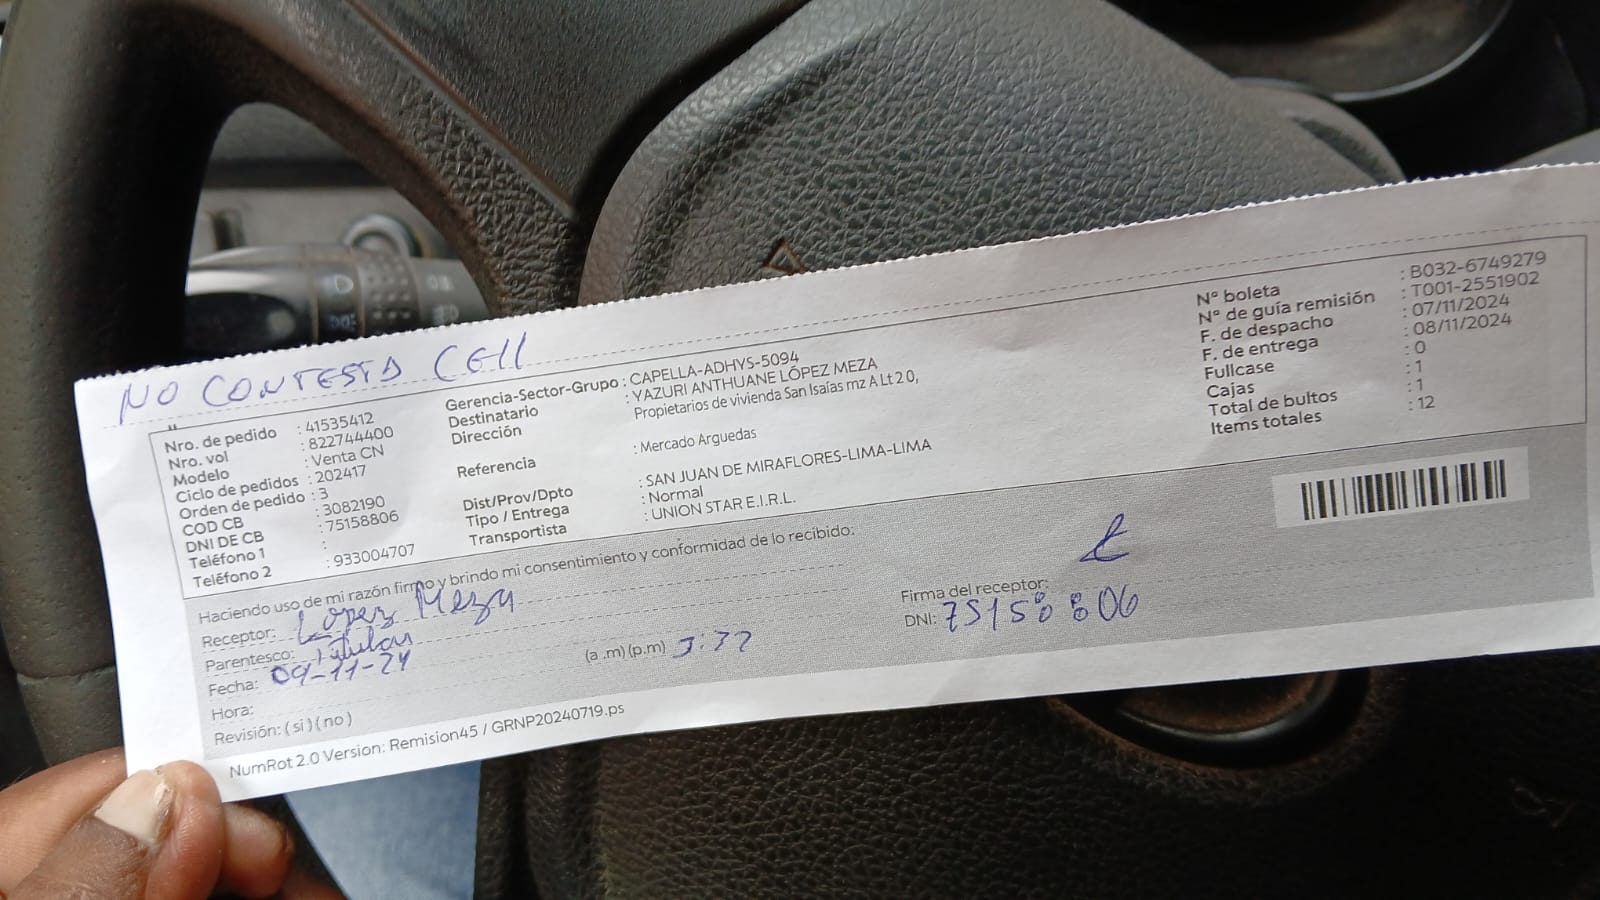 NO CONTESTA CEll
Nro. de pedido : 41535412
Nro. vol : 822744400
Modelo : Venta CN
Ciclo de pedidos : 202417
Orden de pedido : 3
COD CB : 3082190
DNI DE CB : 75158806
Teléfono 1 :
Teléfono 2 : 933004707
Gerencia-Sector-Grupo : CAPELLA-ADHYS-5094
Destinatario : YAZURI ANTHUANE LÓPEZ MEZA
Dirección Propietarios de vivienda San Isaías mz A Lt 2 0,
Referencia : Mercado Arguedas
Dist/Prov/Dpto : SAN JUAN DE MIRAFLORES-LIMA-LIMA
Tipo / Entrega : Normal
Transportista : UNION STAR E.I.R.L.
N° boleta : B032-6749279
N° de guía remisión : T001-2551902
F. de despacho : 07/11/2024
F. de entrega : 08/11/2024
Fullcase : 0
Cajas : 1
Total de bultos : 1
Items totales : 12
Haciendo uso de mi razón firmo y brindo mi consentimiento y conformidad de lo recibido:
Receptor: López Meza
Parentesco: Titular
Fecha: 09-11-24
Hora: (a .m) (p.m) 3:37
Revisión: ( si ) ( no )
Firma del receptor:
DNI: 75158806
NumRot 2.0 Version: Remision45 / GRNP20240719.ps